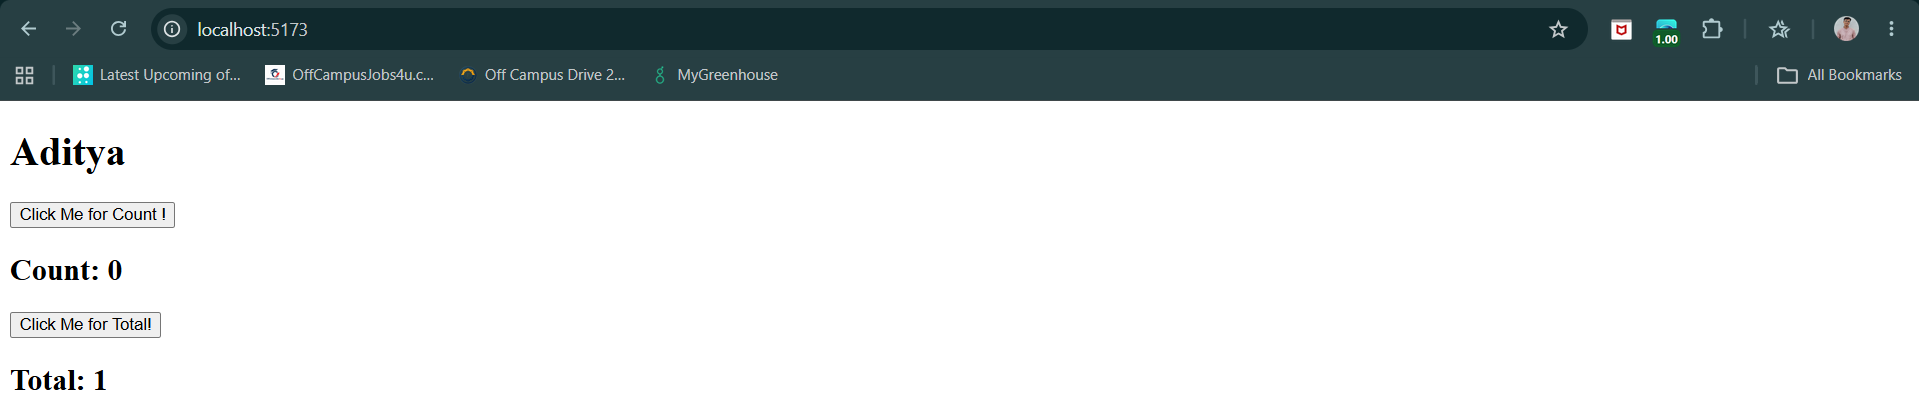 localhost:5173
1.00
Latest Upcoming of... OffCampusJobs4u.c... Off Campus Drive 2... MyGreenhouse All Bookmarks
Aditya
Click Me for Count !
Count: 0
Click Me for Total!
Total: 1